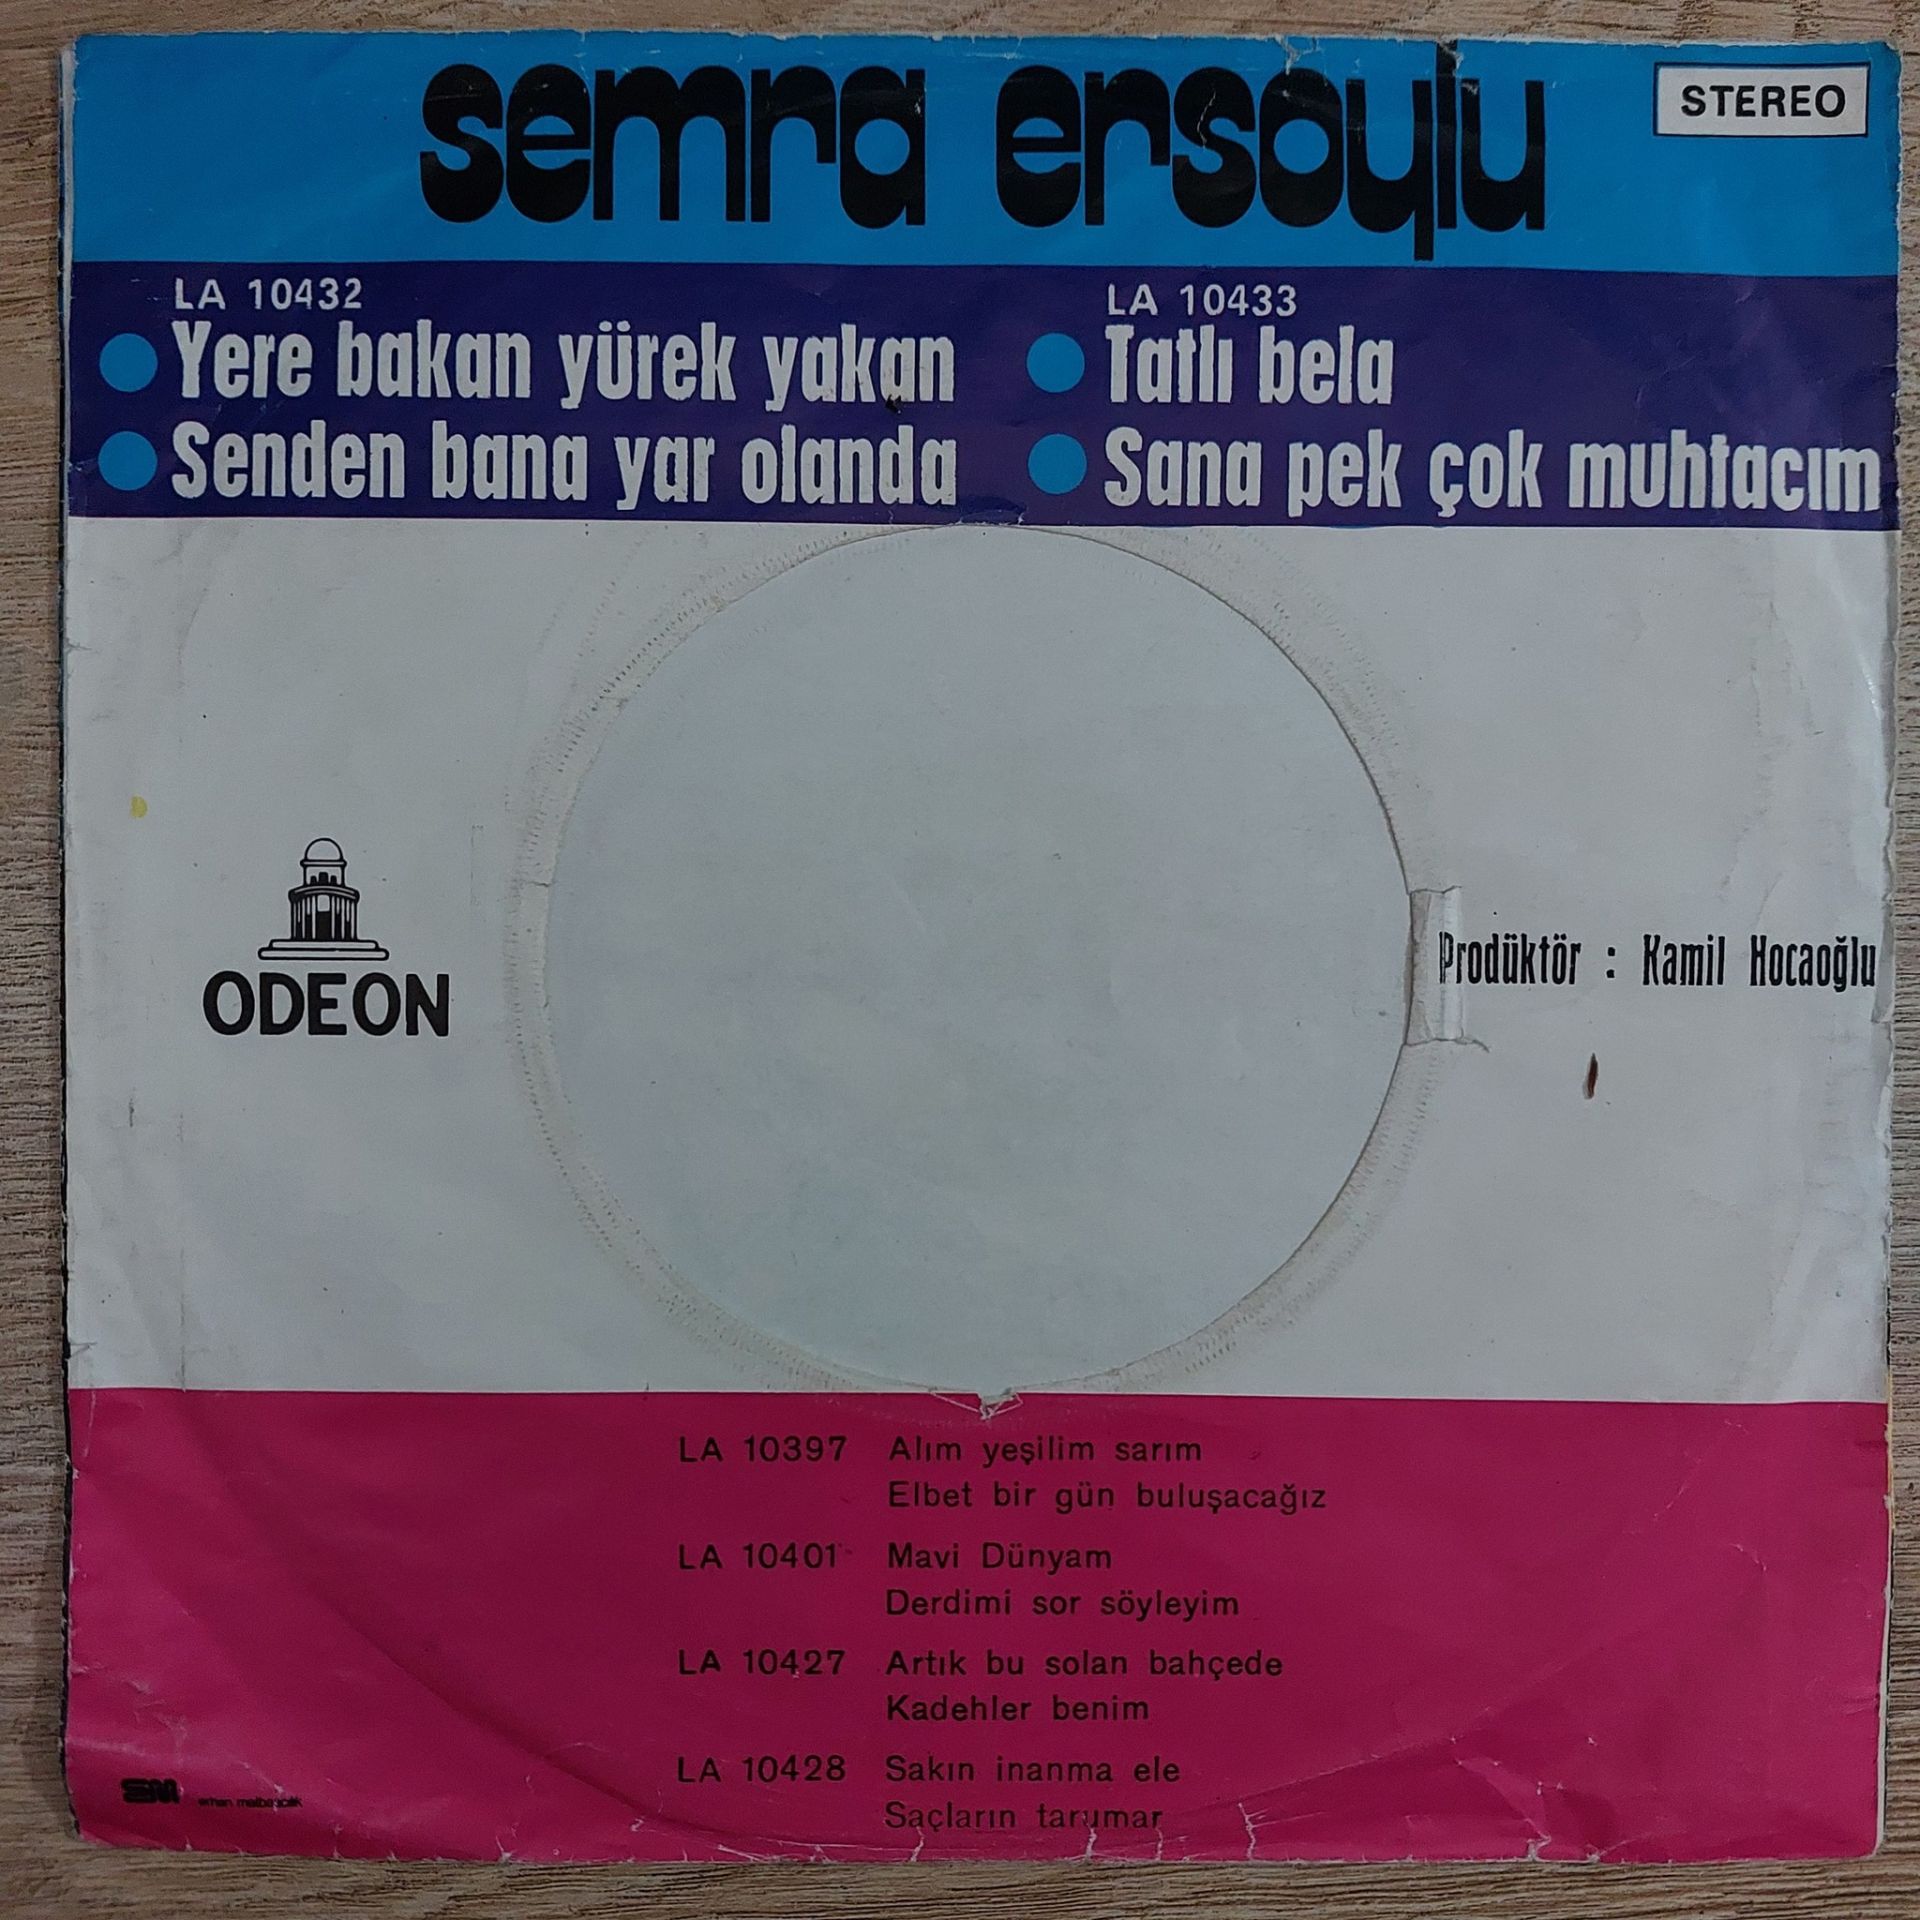 semra ersoylu
STEREO
LA 10432
Yere bakan yürek yakan
Senden bana yar olanda
LA 10433
Tatlı bela
Sana pek çok muhtacım
ODEON
Prodüktör : Kamil Hocaoğlu
LA 10397 Alım yeşilim sarım
Elbet bir gün buluşacağız
LA 10401 Mavi Dünyam
Derdimi sor söyleyim
LA 10427 Artık bu solan bahçede
Kadehler benim
LA 10428 Sakın inanma ele
Saçların tarumar
erhan matbaacılık